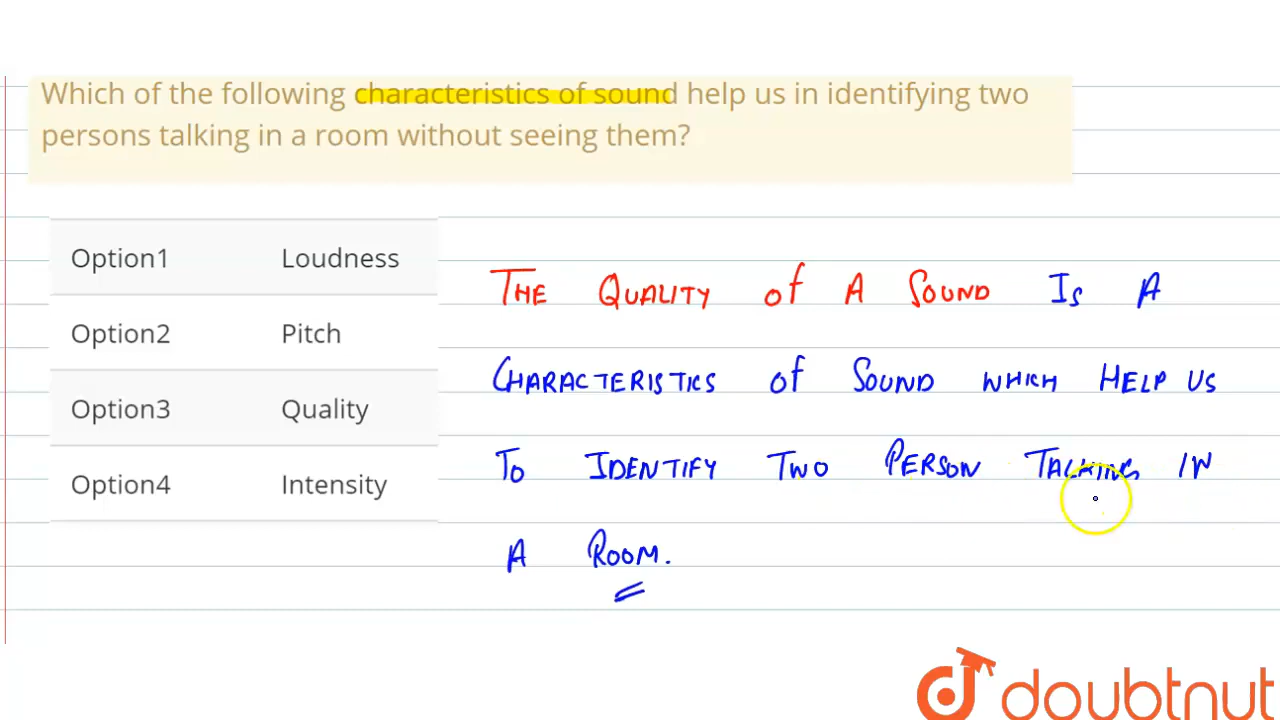 Which of the following characteristics of sound help us in identifying two
persons talking in a room without seeing them?
Option1 Loudness
Option2 Pitch
Option3 Quality
Option4 Intensity
THE QUALITY of A SOUND IS A
CHARACTERISTICS of SOUND WHICH HELP US
TO IDENTIFY TWO PERSON TALKING IN
A ROOM.
doubtnut